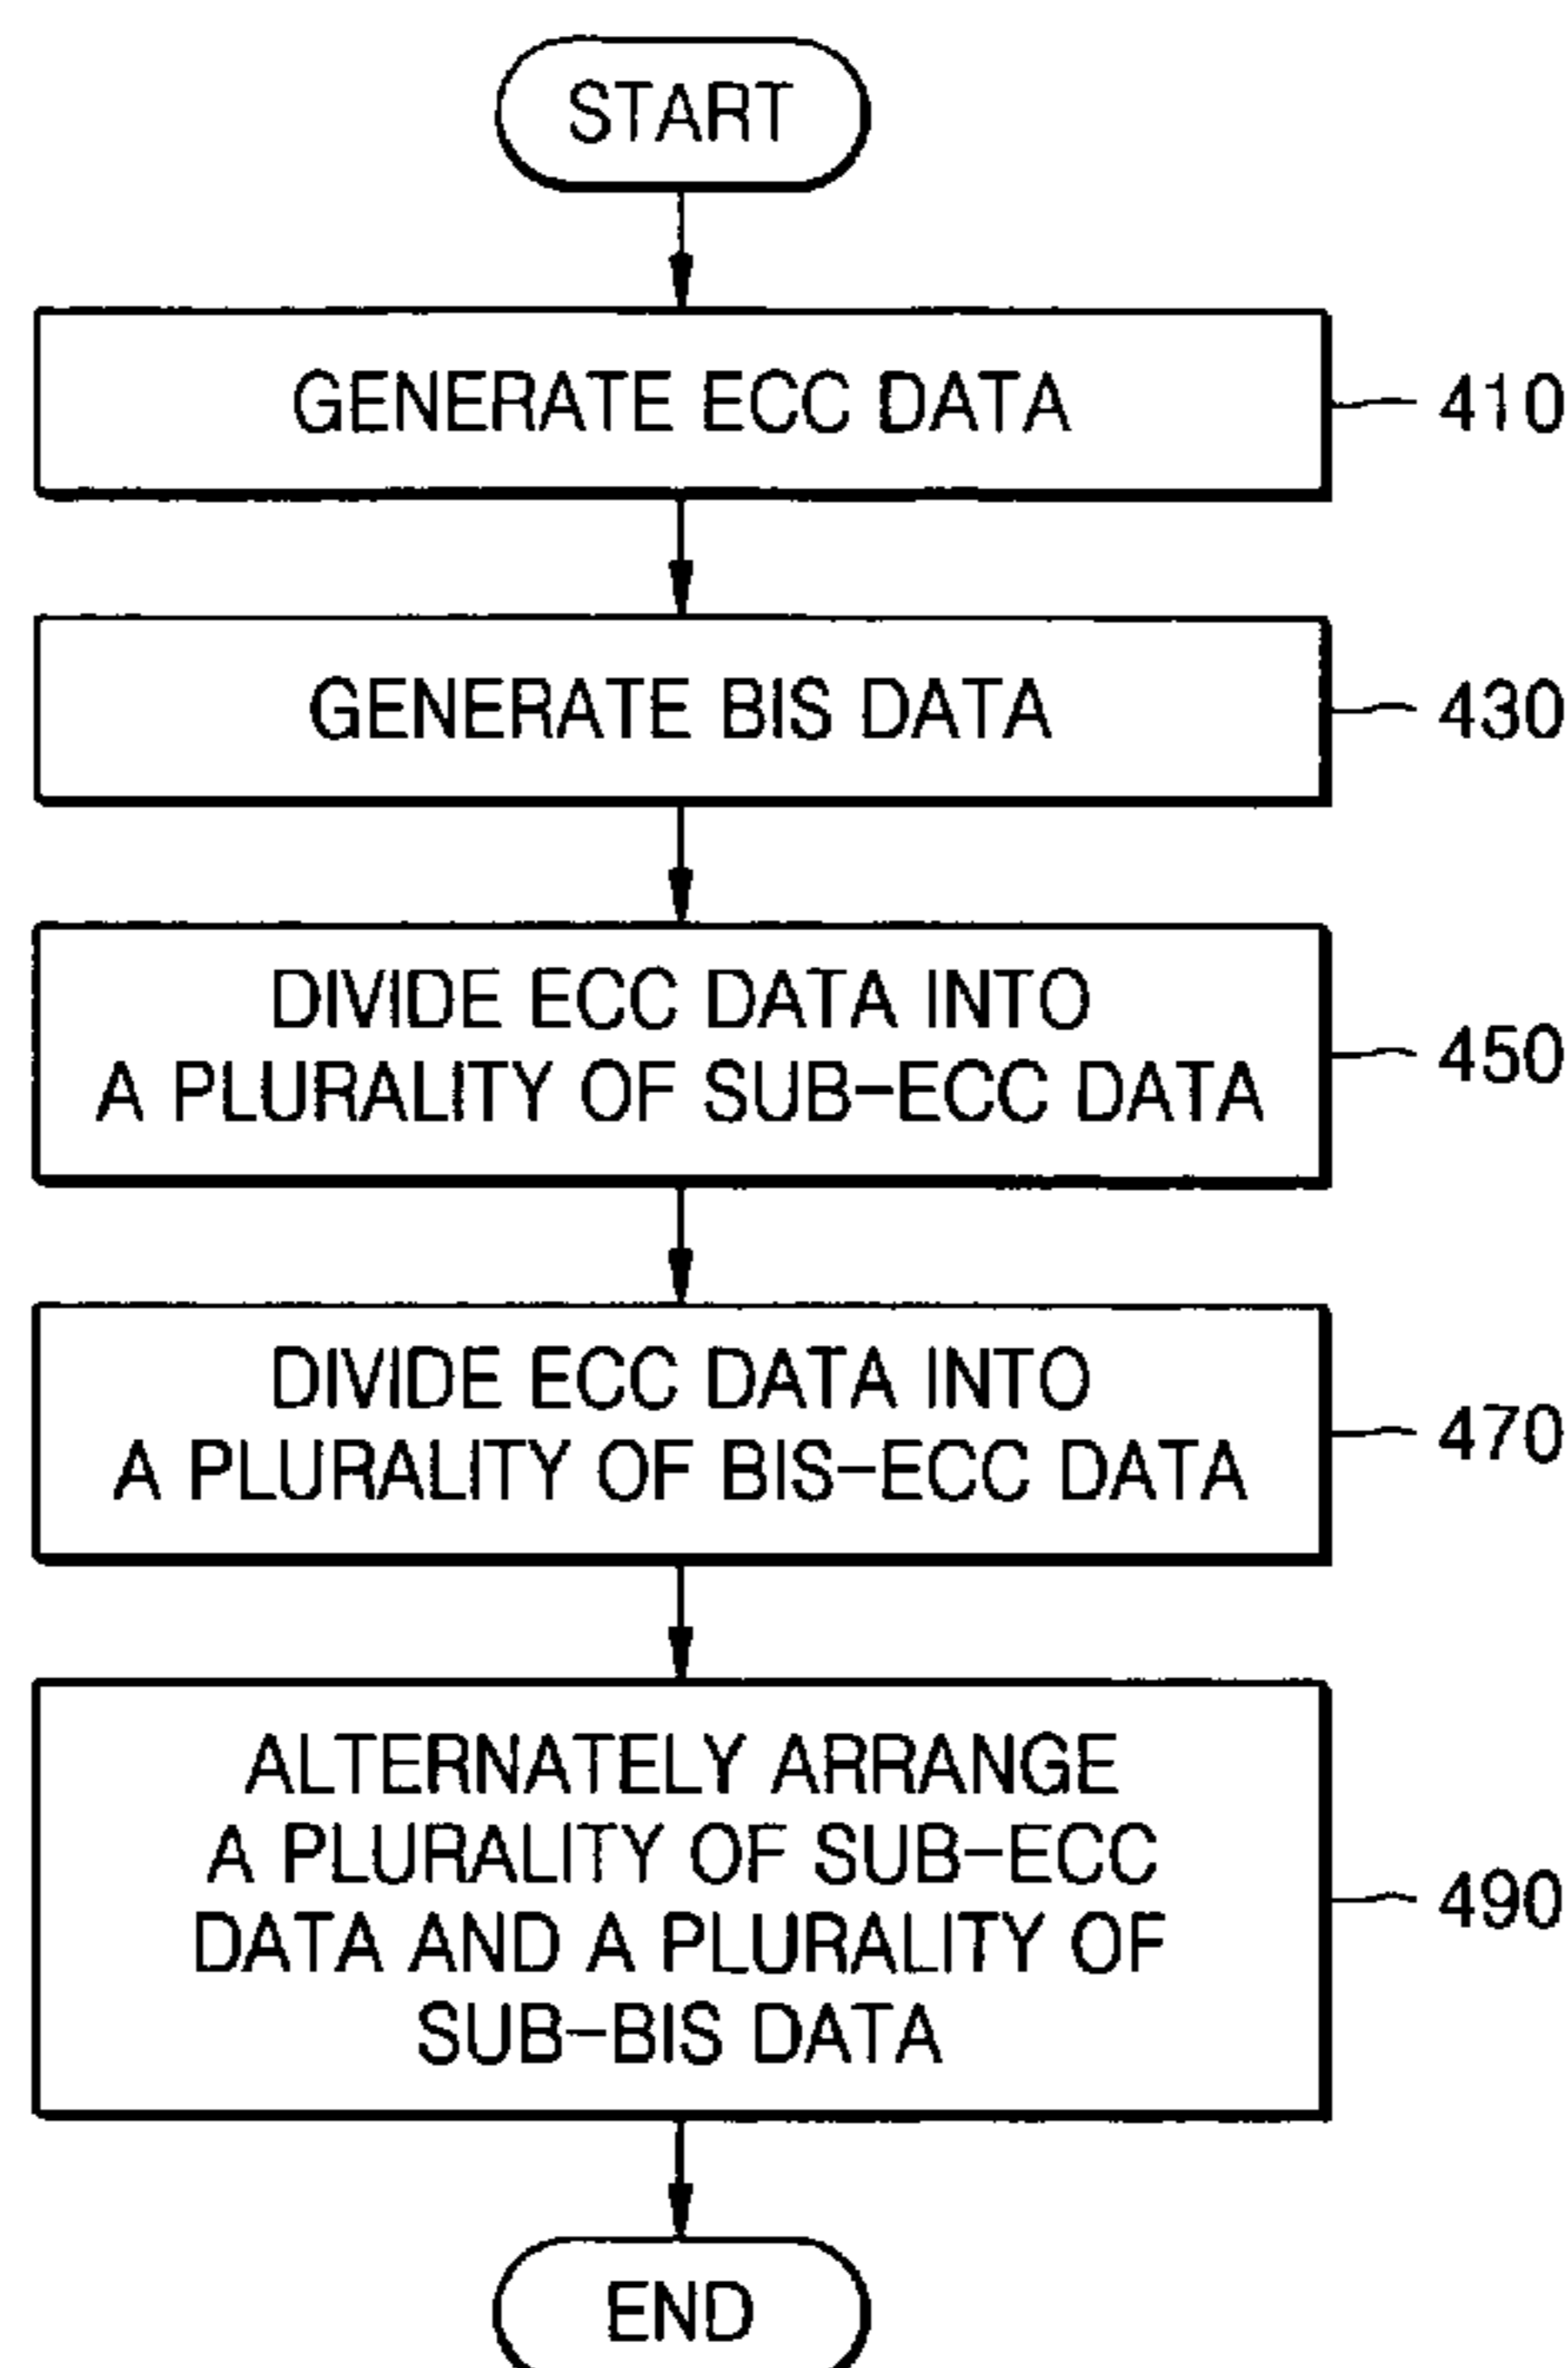 START
GENERATE ECC DATA
410
GENERATE BIS DATA
430
DIVIDE ECC DATA INTO
A PLURALITY OF SUB-ECC DATA
450
DIVIDE ECC DATA INTO
A PLURALITY OF BIS-ECC DATA
470
ALTERNATELY ARRANGE
A PLURALITY OF SUB-ECC
DATA AND A PLURALITY OF
SUB-BIS DATA
490
END